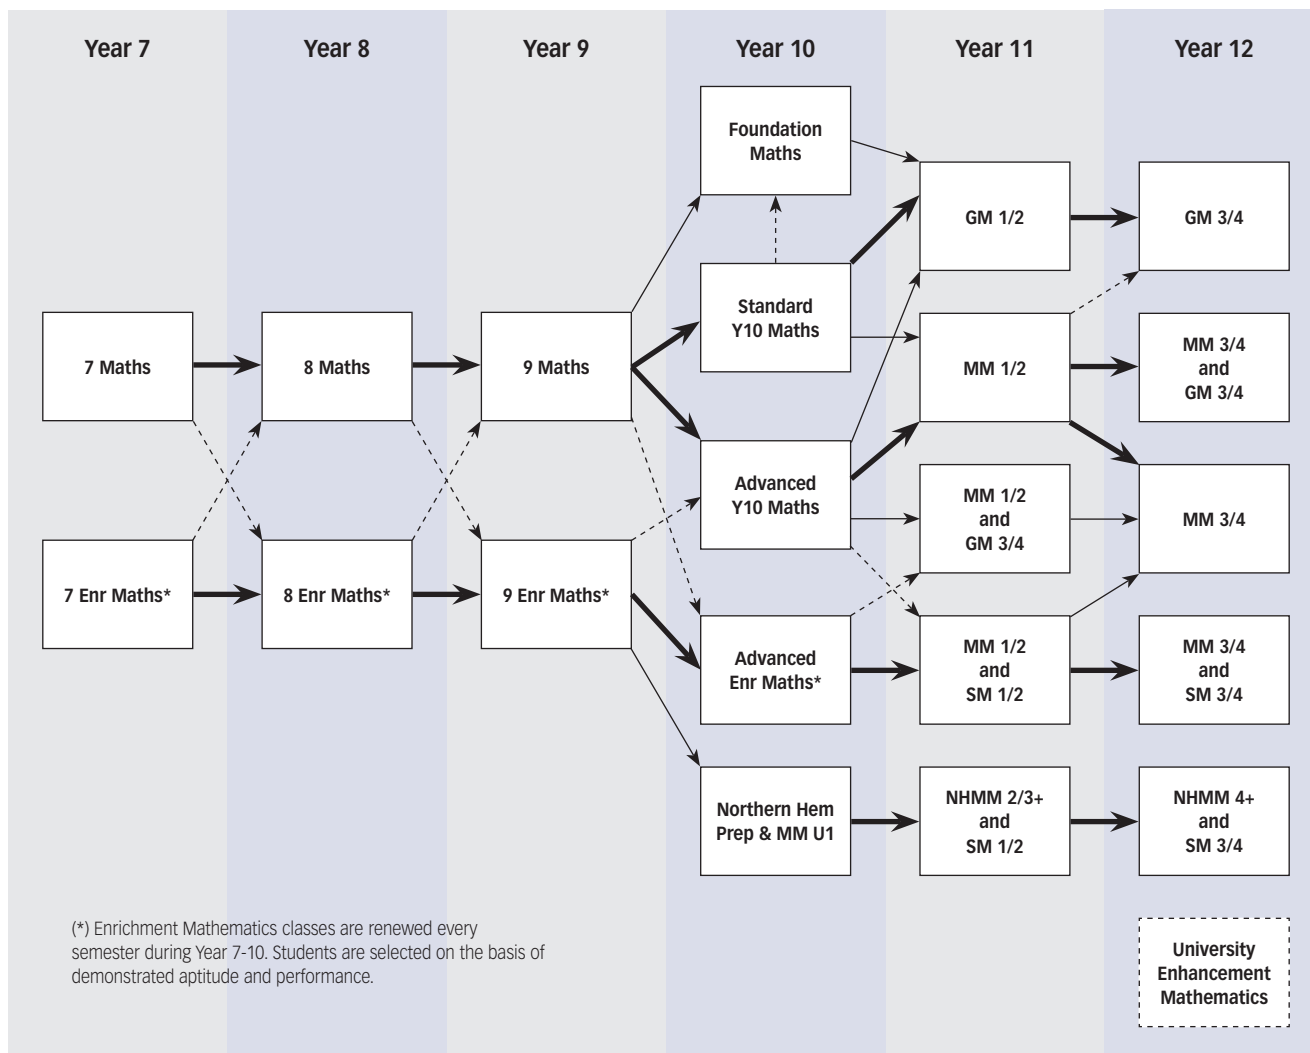 Year 7
Year 8
Year 9
Year 10
Year 11
Year 12
7 Maths
7 Enr Maths*
8 Maths
8 Enr Maths*
9 Maths
9 Enr Maths*
Foundation
Maths
Standard
Y10 Maths
Advanced
Y10 Maths
Advanced
Enr Maths*
Northern Hem
Prep & MM U1
GM 1/2
MM 1/2
MM 1/2
and
GM 3/4
MM 1/2
and
SM 1/2
NHMM 2/3+
and
SM 1/2
GM 3/4
MM 3/4
and
GM 3/4
MM 3/4
MM 3/4
and
SM 3/4
NHMM 4+
and
SM 3/4
University
Enhancement
Mathematics
(*) Enrichment Mathematics classes are renewed every
semester during Year 7-10. Students are selected on the basis of
demonstrated aptitude and performance.